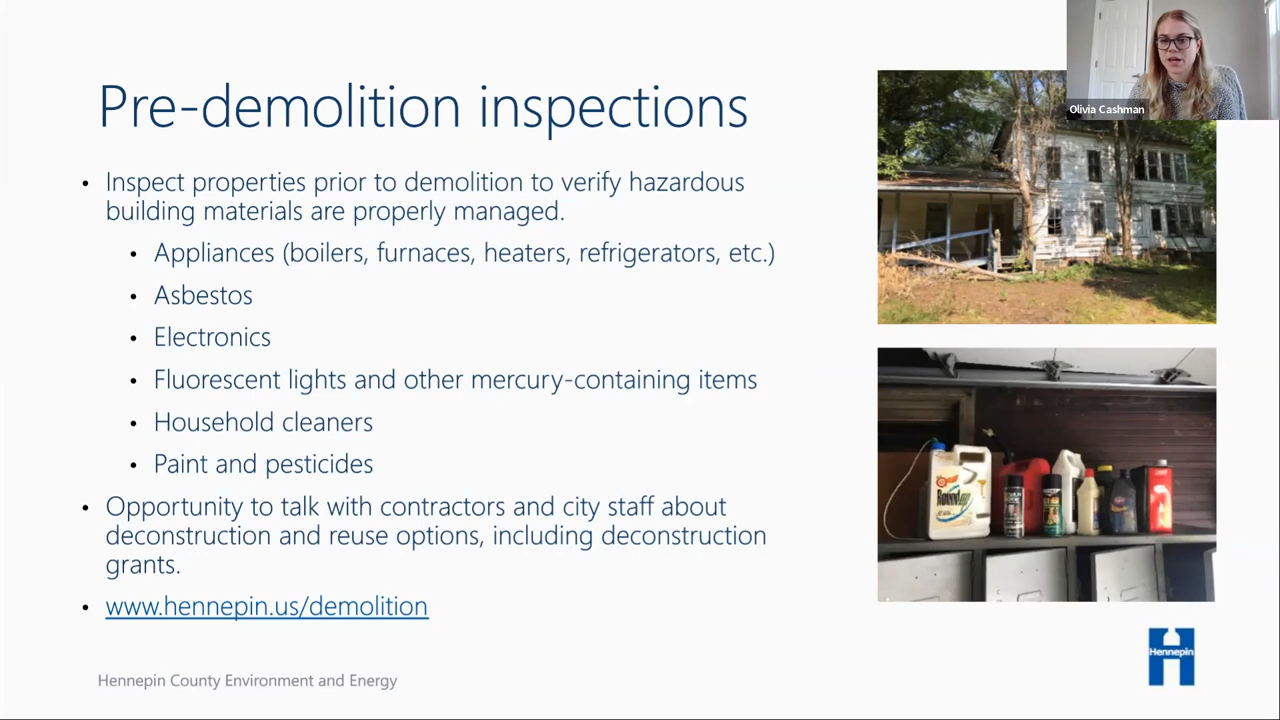 Pre-demolition inspections
• Inspect properties prior to demolition to verify hazardous
building materials are properly managed.
• Appliances (boilers, furnaces, heaters, refrigerators, etc.)
• Asbestos
• Electronics
• Fluorescent lights and other mercury-containing items
• Household cleaners
• Paint and pesticides
• Opportunity to talk with contractors and city staff about
deconstruction and reuse options, including deconstruction
grants.
• www.hennepin.us/demolition
Hennepin County Environment and Energy
Olivia Cashman
Roundup
Hennepin